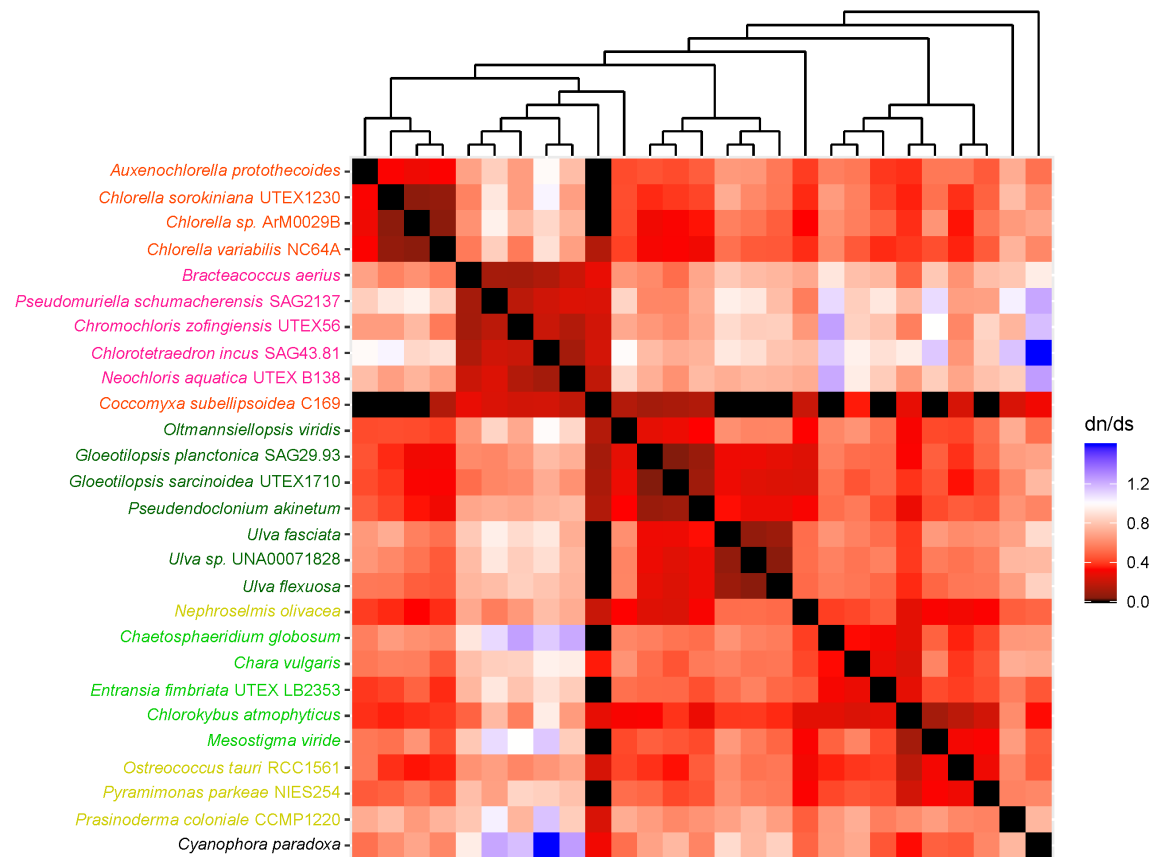 Auxenochlorella protothecoides
Chlorella sorokiniana UTEX1230
Chlorella sp. ArM0029B
Chlorella variabilis NC64A
Bracteacoccus aerius
Pseudomuriella schumacherensis SAG2137
Chromochloris zofingiensis UTEX56
Chlorotetraedron incus SAG43.81
Neochloris aquatica UTEX B138
Coccomyxa subellipsoidea C169
Oltmannsiellopsis viridis
Gloeotilopsis planctonica SAG29.93
Gloeotilopsis sarcinoidea UTEX1710
Pseudendoclonium akinetum
Ulva fasciata
Ulva sp. UNA00071828
Ulva flexuosa
Nephroselmis olivacea
Chaetosphaeridium globosum
Chara vulgaris
Entransia fimbriata UTEX LB2353
Chlorokybus atmophyticus
Mesostigma viride
Ostreococcus tauri RCC1561
Pyramimonas parkeae NIES254
Prasinoderma coloniale CCMP1220
Cyanophora paradoxa
dn/ds
1.2
0.8
0.4
0.0